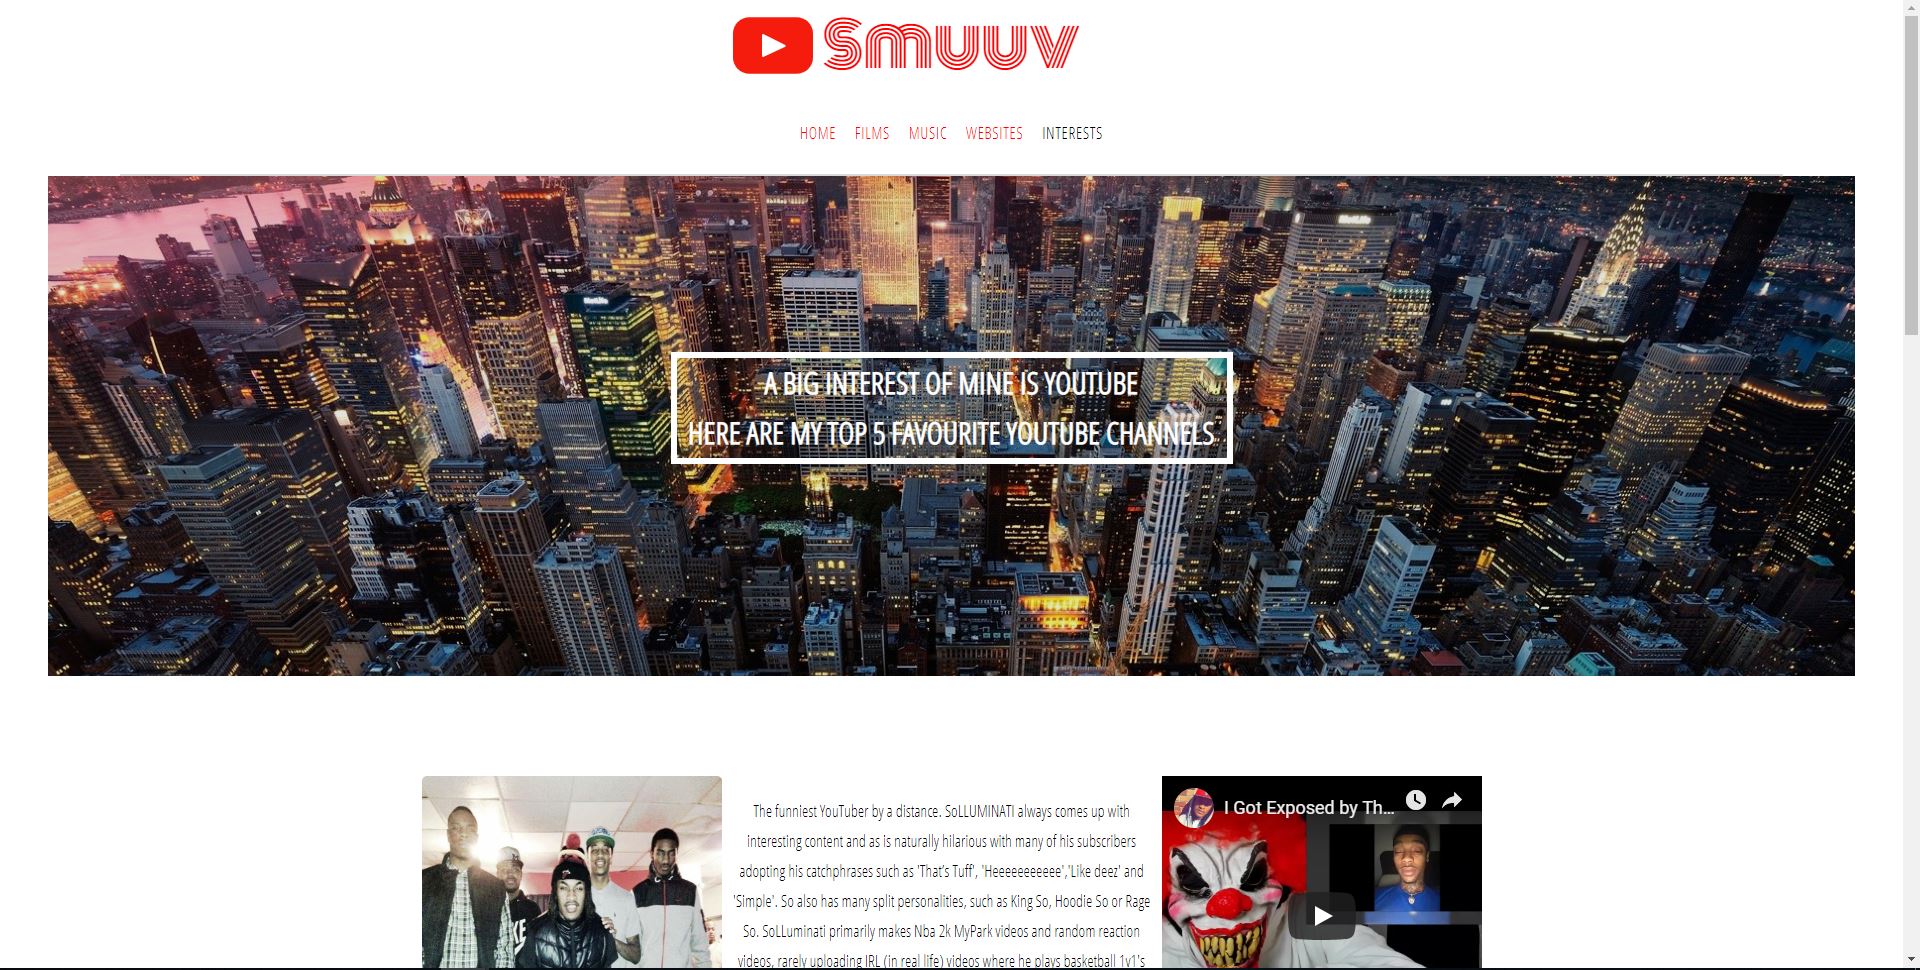 Smuuv
HOME FILMS MUSIC WEBSITES INTERESTS
MetLife
MetLife
A BIG INTEREST OF MINE IS YOUTUBE
HERE ARE MY TOP 5 FAVOURITE YOUTUBE CHANNELS
The funniest YouTuber by a distance. SoLLUMINATI always comes up with
interesting content and as is naturally hilarious with many of his subscribers
adopting his catchphrases such as 'That's Tuff', 'Heeeeeeeeeee','Like deez' and
'Simple'. So also has many split personalities, such as King So, Hoodie So or Rage
So. SoLLuminati primarily makes Nba 2k MyPark videos and random reaction
videos, rarely uploading IRL (in real life) videos where he plays basketball 1v1's
I Got Exposed by Th...